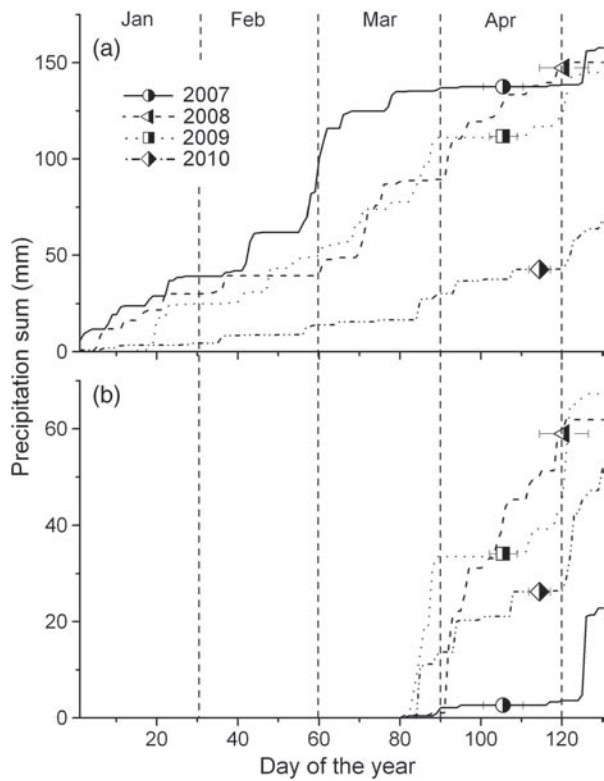 Jan Feb Mar Apr
(a)
150
2007
2008
2009
2010
100
50
0
Precipitation sum (mm)
(b)
60
40
20
0
20 40 60 80 100 120
Day of the year